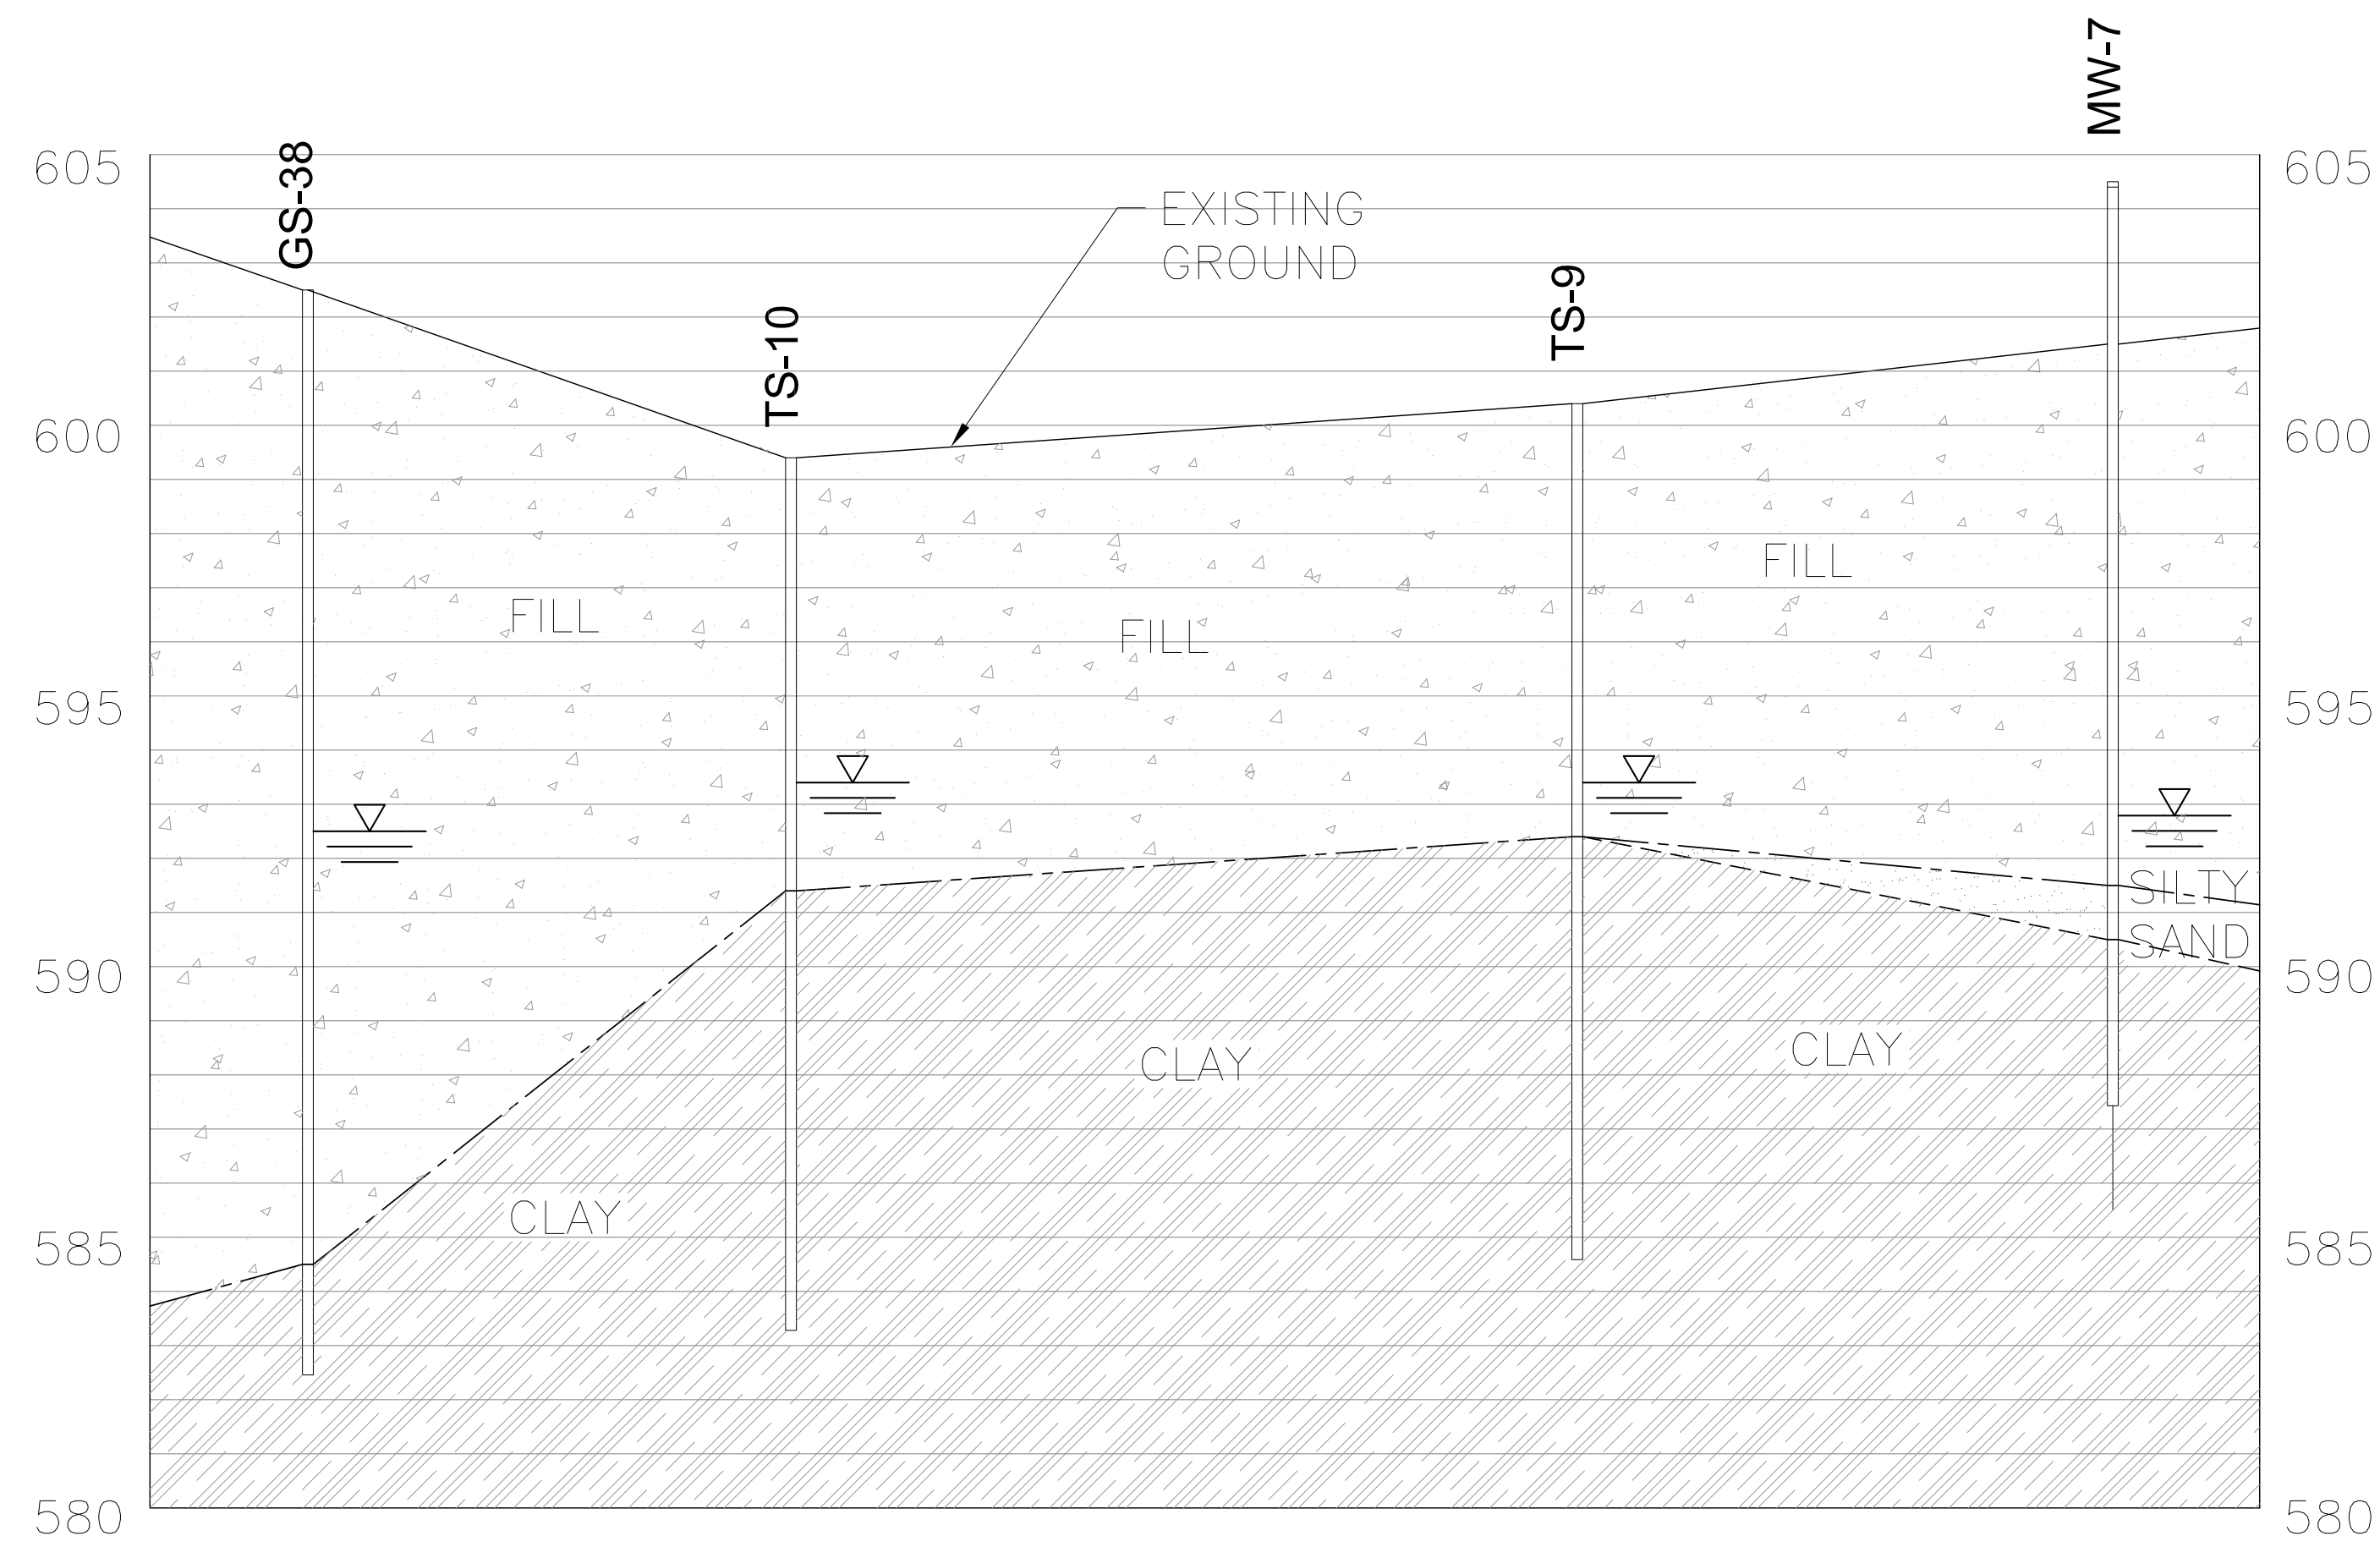 MW-7
605
GS-38
EXISTING
GROUND
605
TS-9
TS-10
600
600
FILL
FILL
FILL
595
595
SILTY
SAND
590
590
CLAY
CLAY
CLAY
585
585
580
580